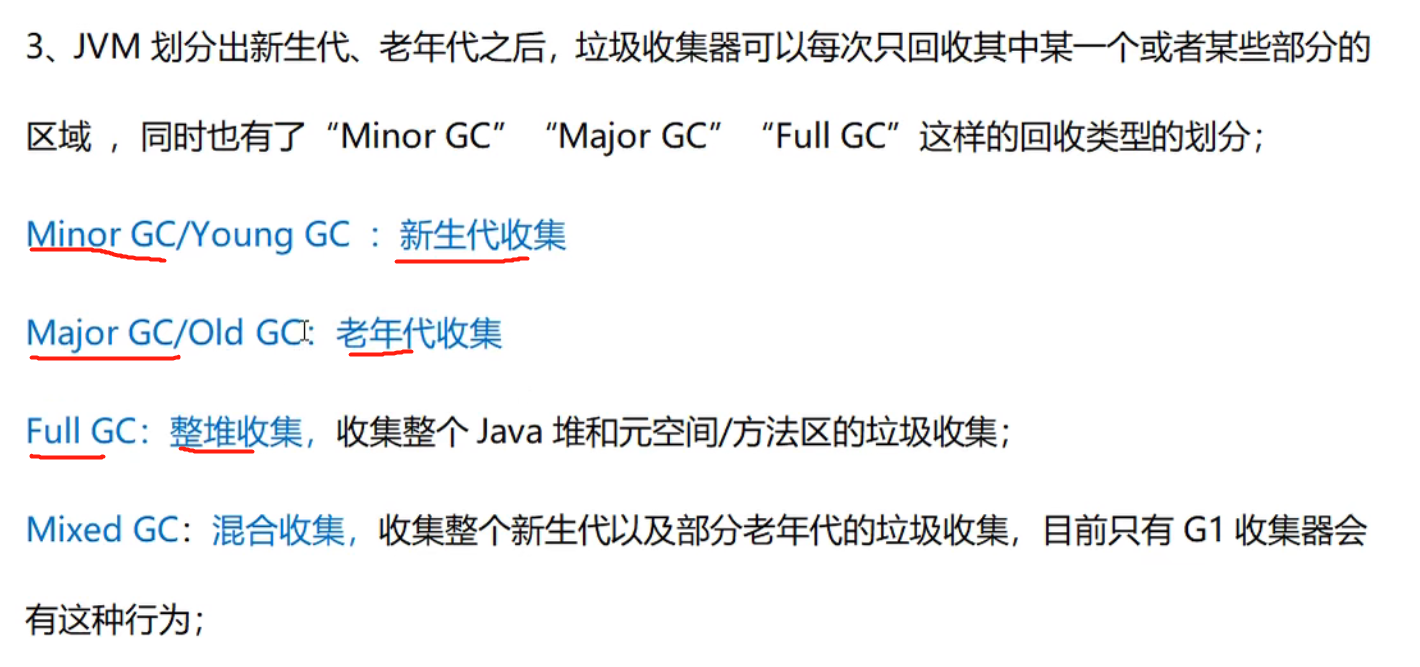 3、JVM 划分出新生代、老年代之后，垃圾收集器可以每次只回收其中某一个或者某些部分的
区域 ，同时也有了“Minor GC” “Major GC” “Full GC”这样的回收类型的划分；
Minor GC/Young GC ：新生代收集
Major GC/Old GC：老年代收集
Full GC：整堆收集，收集整个 Java 堆和元空间/方法区的垃圾收集；
Mixed GC：混合收集，收集整个新生代以及部分老年代的垃圾收集，目前只有 G1 收集器会
有这种行为；